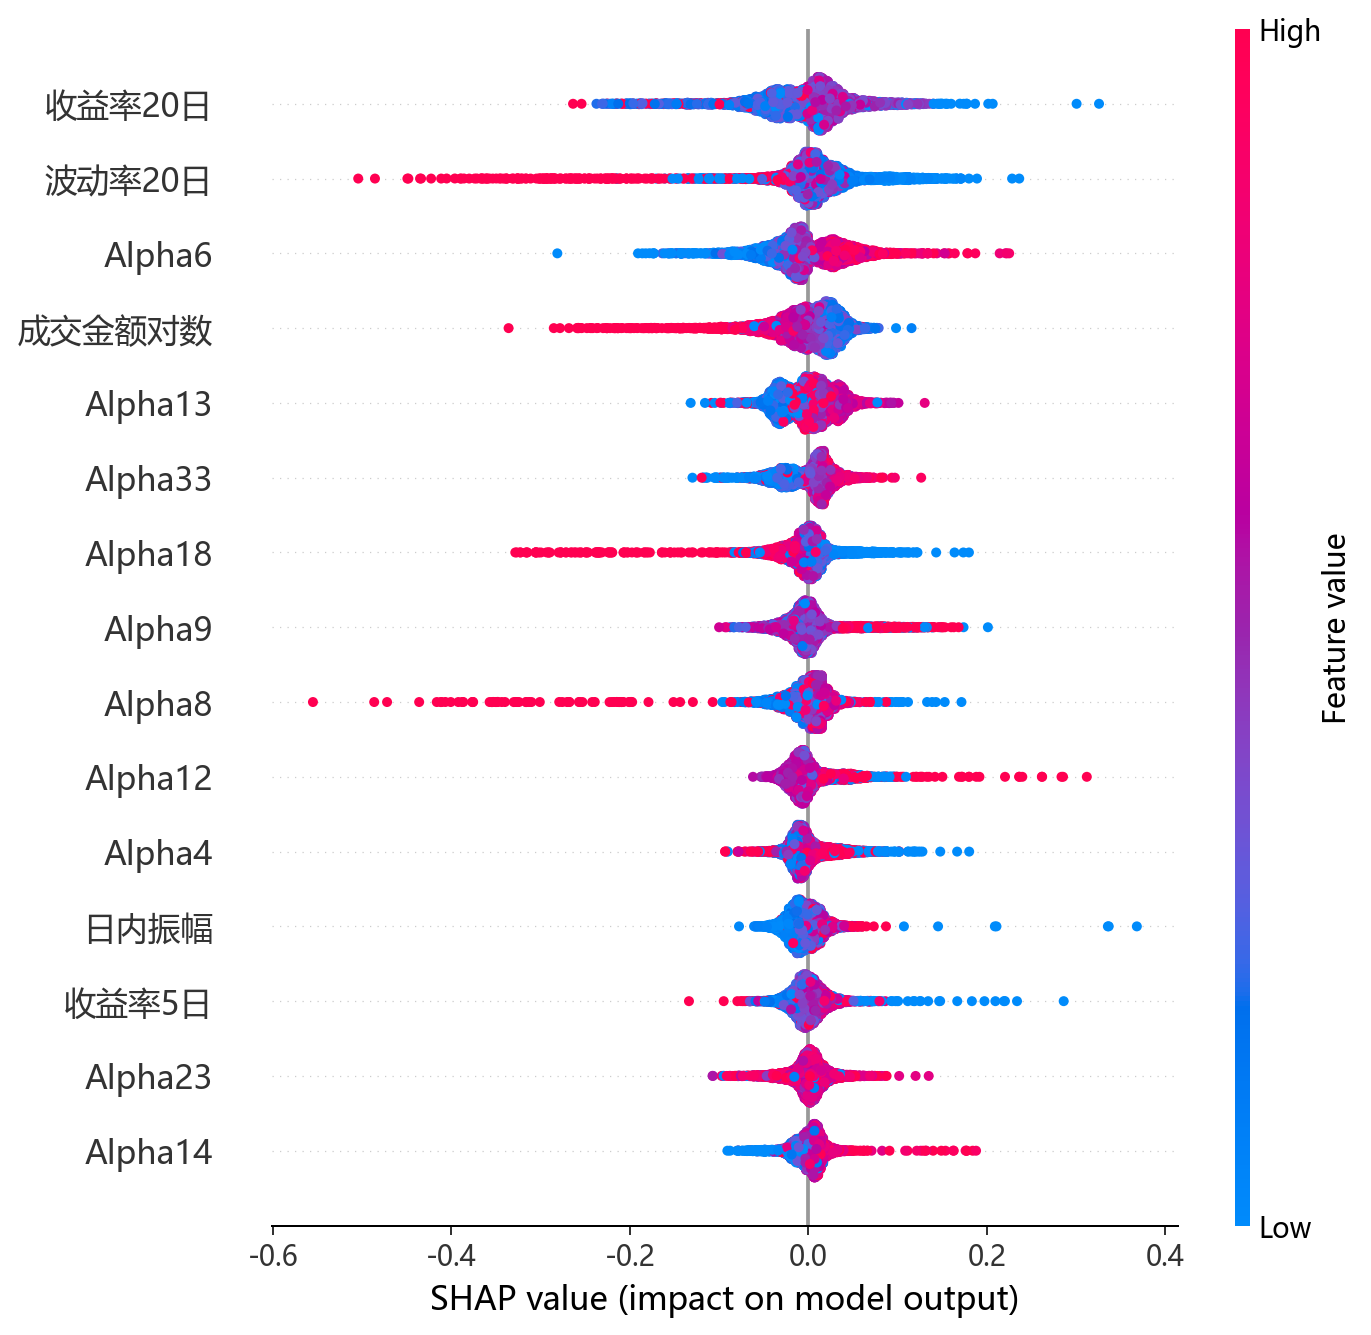 High
收益率20日
波动率20日
Alpha6
成交金额对数
Alpha13
Alpha33
Alpha18
Alpha9
Alpha8
Alpha12
Alpha4
日内振幅
收益率5日
Alpha23
Alpha14
Feature value
Low
-0.6 -0.4 -0.2 0.0 0.2 0.4
SHAP value (impact on model output)